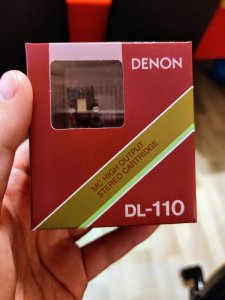 DENON
MC HIGH OUTPUT
STEREO CARTRIDGE
DL-110